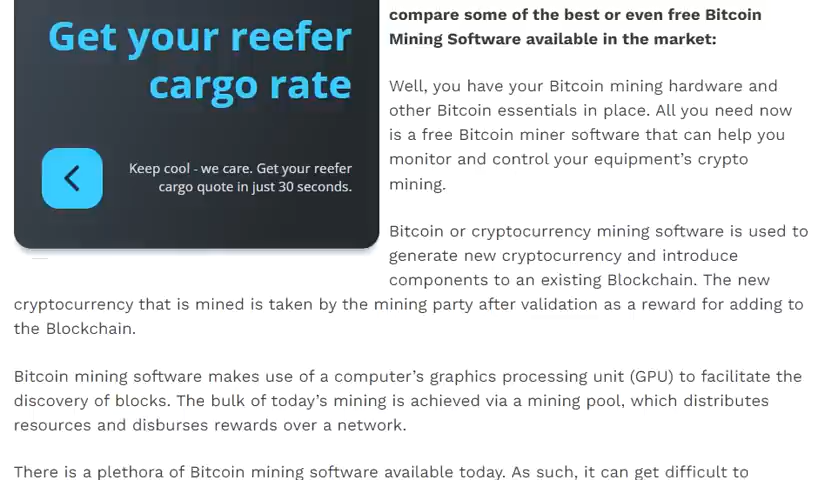 Get your reefer
cargo rate
Keep cool - we care. Get your reefer
cargo quote in just 30 seconds.
compare some of the best or even free Bitcoin
Mining Software available in the market:
Well, you have your Bitcoin mining hardware and
other Bitcoin essentials in place. All you need now
is a free Bitcoin miner software that can help you
monitor and control your equipment’s crypto
mining.
Bitcoin or cryptocurrency mining software is used to
generate new cryptocurrency and introduce
components to an existing Blockchain. The new
cryptocurrency that is mined is taken by the mining party after validation as a reward for adding to
the Blockchain.
Bitcoin mining software makes use of a computer’s graphics processing unit (GPU) to facilitate the
discovery of blocks. The bulk of today’s mining is achieved via a mining pool, which distributes
resources and disburses rewards over a network.
There is a plethora of Bitcoin mining software available today. As such, it can get difficult to